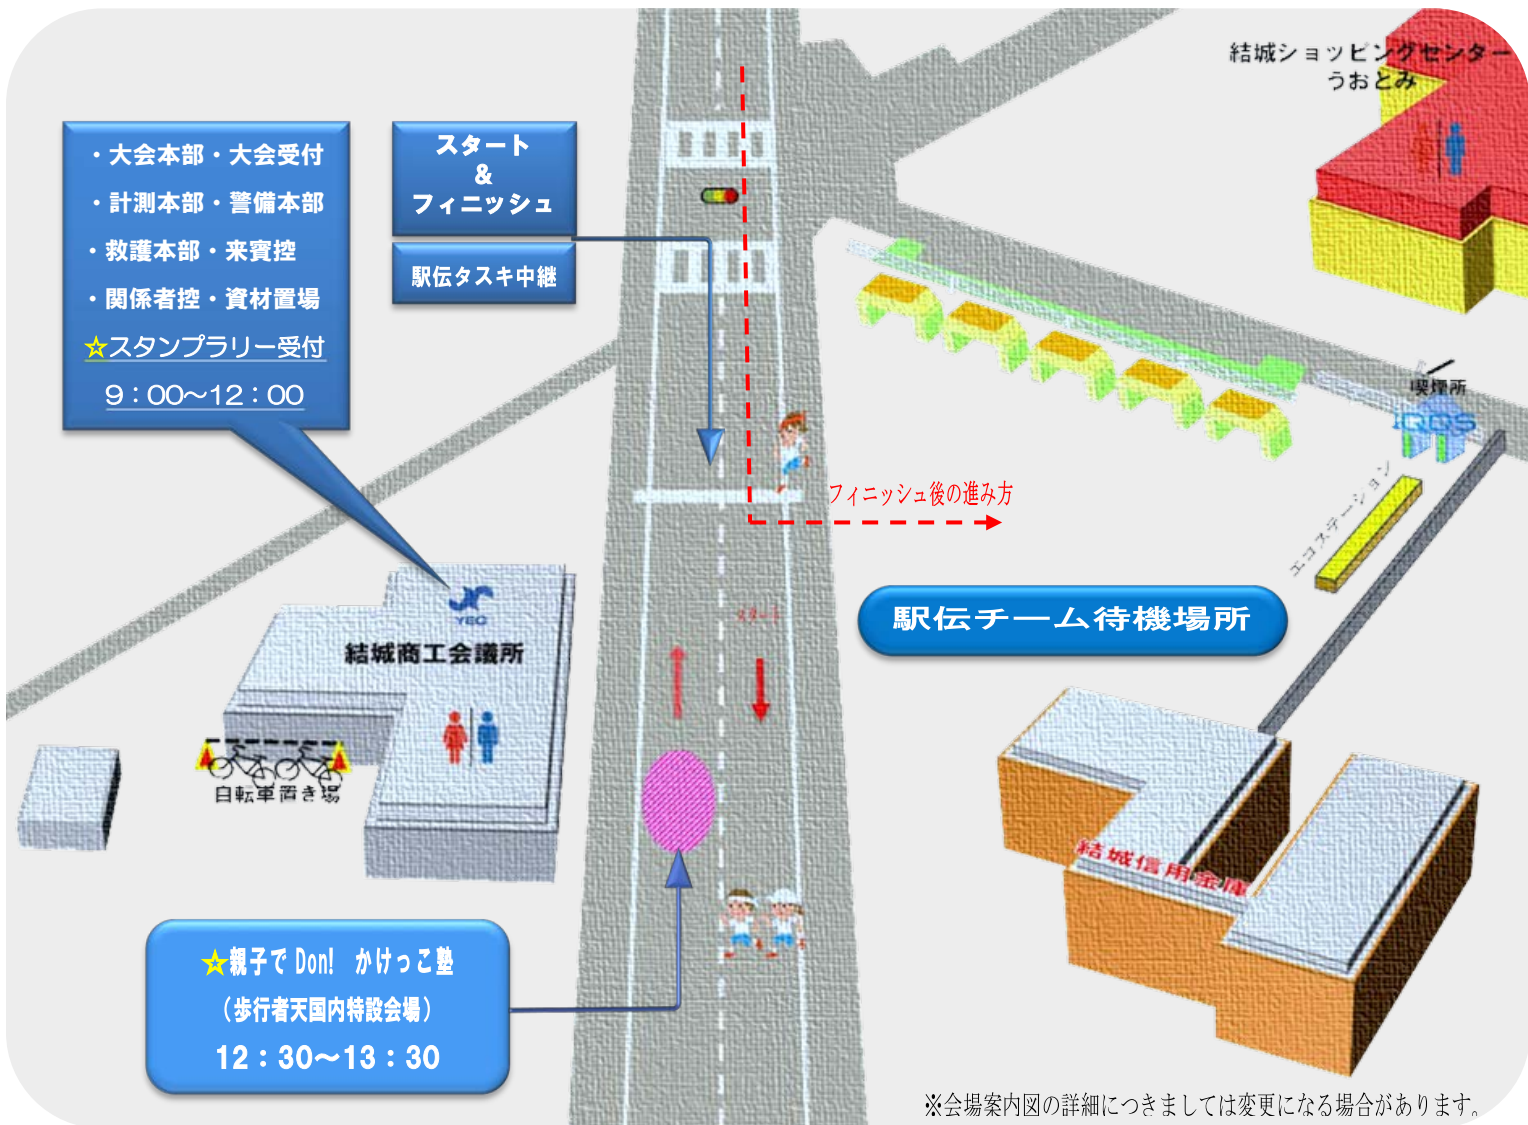 結城ショッピングセンター
うおとみ
・大会本部・大会受付
・計測本部・警備本部
・救護本部・来賓控
・関係者控・資材置場
☆スタンプラリー受付
9：00～12：00
スタート
&
フィニッシュ
駅伝タスキ中継
喫煙所
IQOS
エコステーション
フィニッシュ後の進み方
駅伝チーム待機場所
YEG
結城商工会議所
自転車置き場
スタート
結城信用金庫
☆親子でDon!　かけっこ塾
（歩行者天国内特設会場）
12：30～13：30
※会場案内図の詳細につきましては変更になる場合があります。